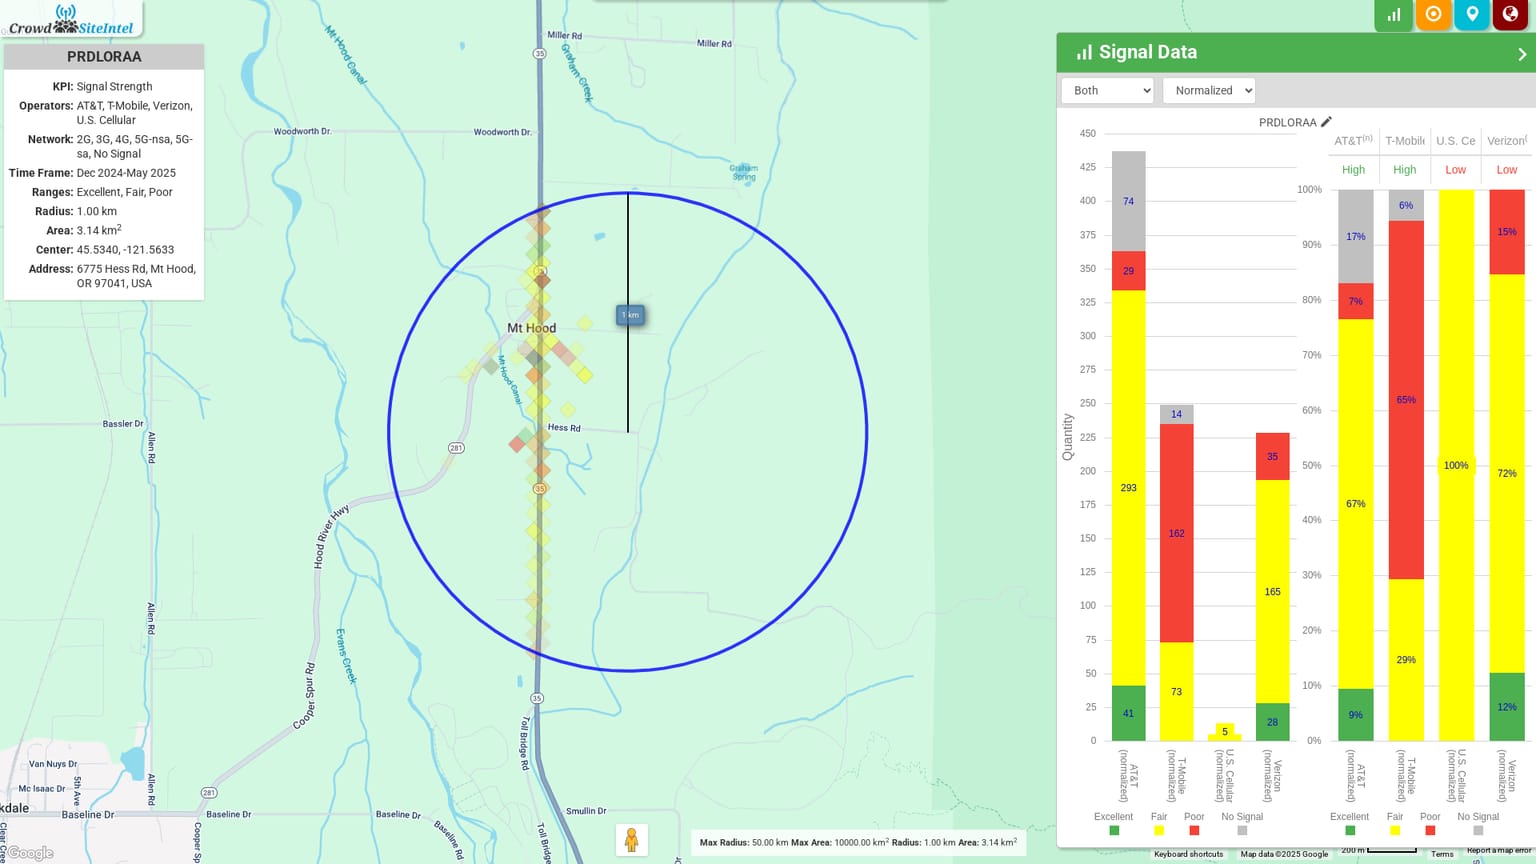 Crowd SiteIntel
PRDLORAA
KPI: Signal Strength
Operators: AT&T, T-Mobile, Verizon,
U.S. Cellular
Network: 2G, 3G, 4G, 5G-nsa, 5G-
sa, No Signal
Time Frame: Dec 2024-May 2025
Ranges: Excellent, Fair, Poor
Radius: 1.00 km
Area: 3.14 km²
Center: 45.5340, -121.5633
Address: 6775 Hess Rd, Mt Hood,
OR 97041, USA
Miller Rd
Miller Rd
35
Mt Hood Canal
Graham Creek
Woodworth Dr.
Woodworth Dr.
Graham
Spring
1 km
Mt Hood
Mt Hood Canal
Hess Rd
Bassler Dr
Allen Rd
281
35
Hood River Hwy
Allen Rd
Evans Creek
Cooper Spur Rd
35
Toll Bridge Rd
Van Nuys Dr
Mc Isaac Dr
5th Ave
Allen Rd
281
kdale
Baseline Dr
Baseline Dr
Baseline Dr
Baseline Rd
Smullin Dr
Clear Cre
Cooper Sp
Toll Bridge
Google
Max Radius: 50.00 km Max Area: 10000.00 km² Radius: 1.00 km Area: 3.14 km²
Signal Data
Both
Normalized
PRDLORAA
450
425
400
375
350
325
300
275
250
225
200
175
150
125
100
75
50
25
0
Quantity
74
29
293
41
14
162
73
5
35
165
28
AT&T
(normalized)
T-Mobile
(normalized)
U.S. Cellular
(normalized)
Verizon
(normalized)
Excellent Fair Poor No Signal
AT&T(n) T-Mobile U.S. Ce Verizon(
High High Low Low
100%
90%
80%
70%
60%
50%
40%
30%
20%
10%
0%
17%
7%
67%
9%
6%
65%
29%
100%
15%
72%
12%
AT&T
(normalized)
T-Mobile
(normalized)
U.S. Cellular
(normalized)
Verizon
(normalized)
Excellent Fair Poor No Signal
Keyboard shortcuts Map data ©2025 Google 200 m Terms Report a map error